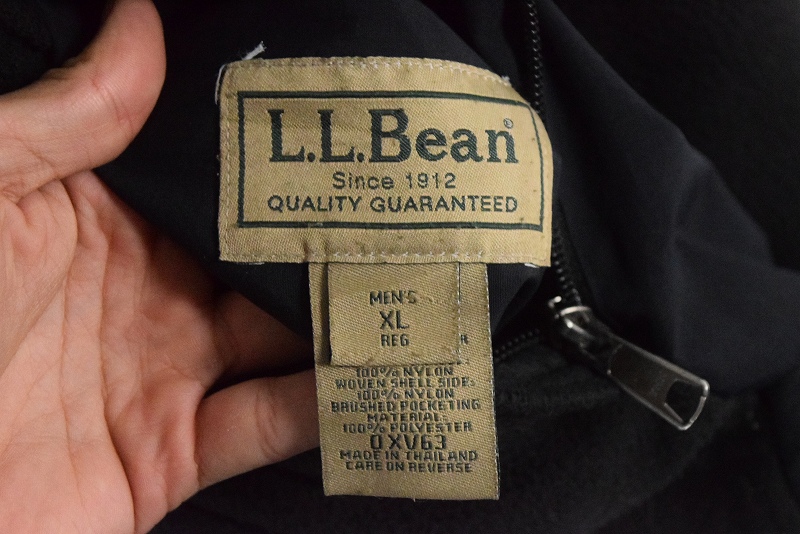 L.L.Bean®
Since 1912
QUALITY GUARANTEED
MEN'S
XL
REG
R
100% NYLON
WOVEN SHELL SIDE:
100% NYLON
BRUSHED POCKETING
MATERIAL:
100% POLYESTER
0XV63
MADE IN THAILAND
CARE ON REVERSE